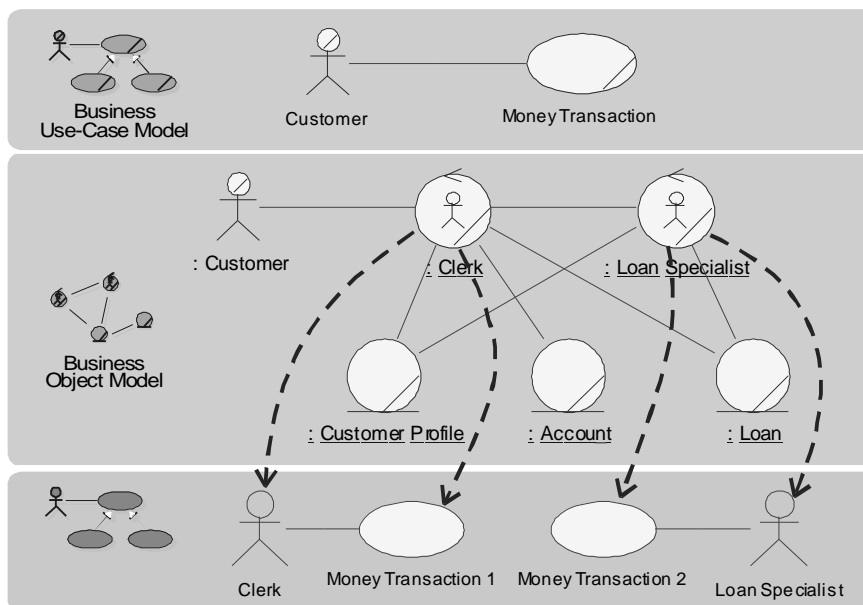 Business
Use-Case Model
Customer
Money Transaction
: Customer
: Clerk
: Loan Specialist
Business
Object Model
: Customer Profile
: Account
: Loan
Clerk
Money Transaction 1
Money Transaction 2
Loan Specialist